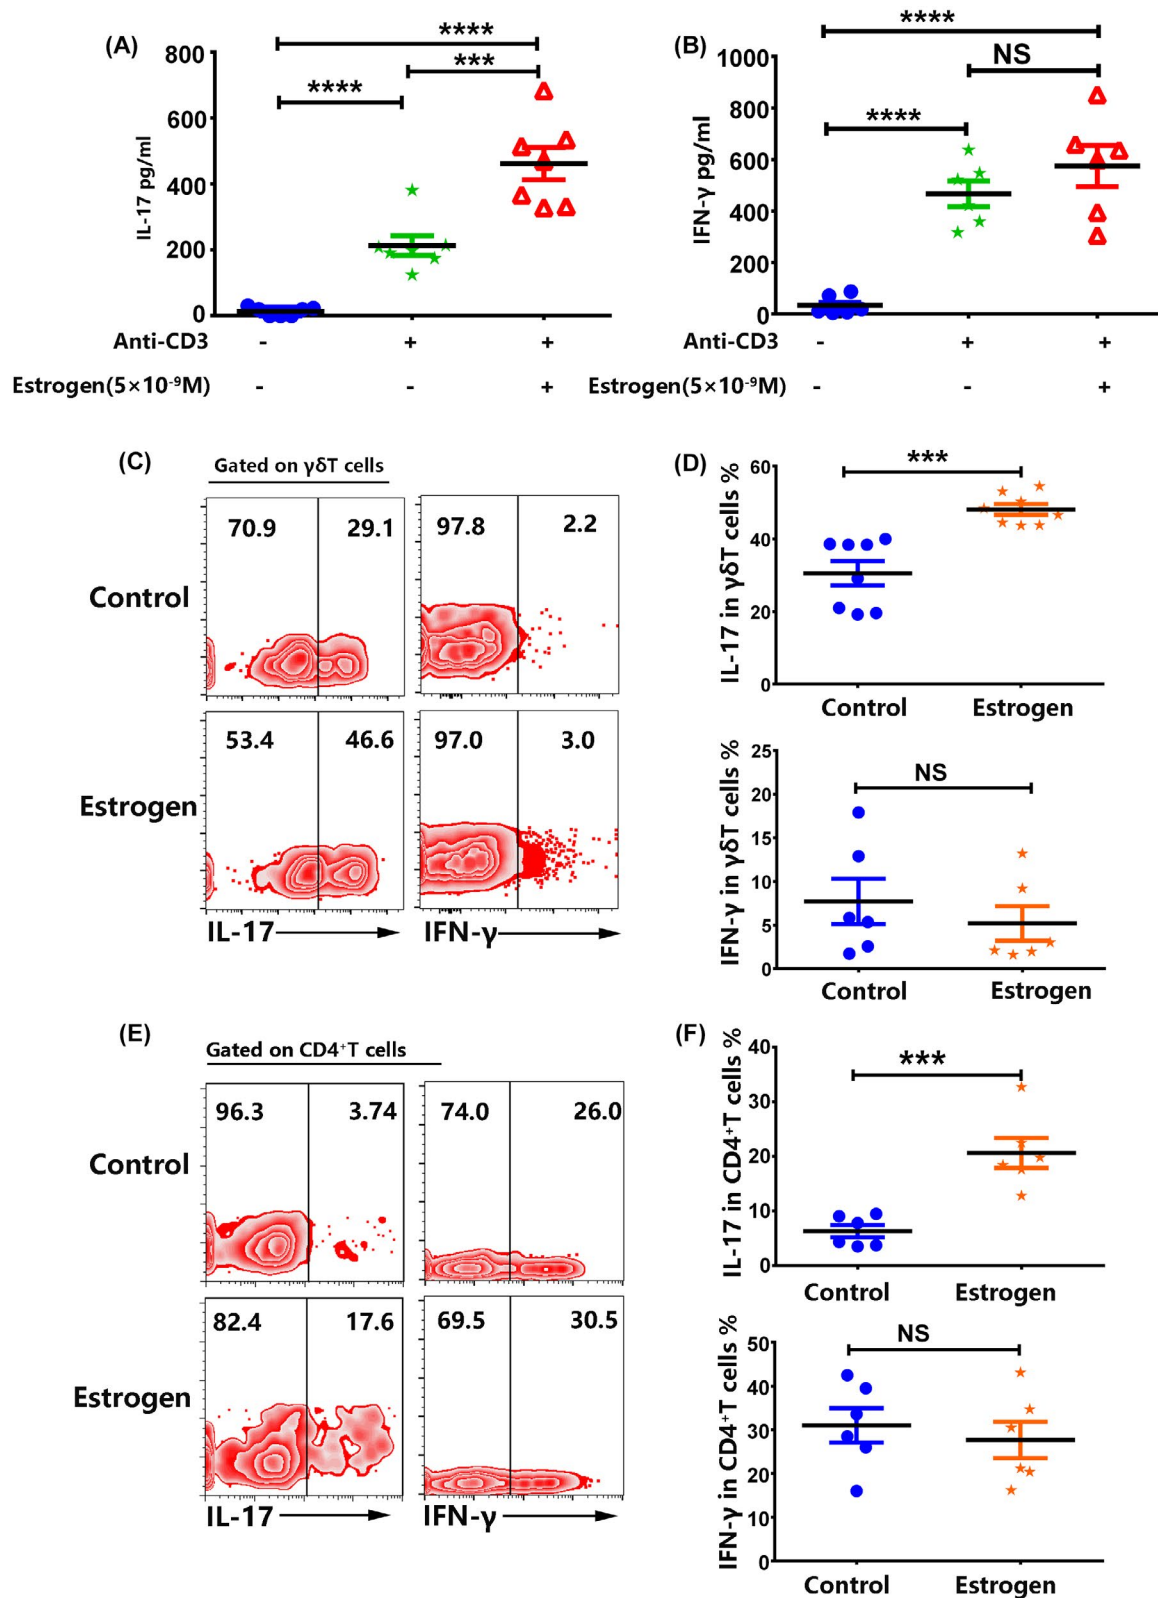 (A)
IL-17 pg/ml
800
600
400
200
0
****
****
***
Anti-CD3 - + +
Estrogen(5×10⁻⁹M) - - +
(B)
IFN-γ pg/ml
1000
800
600
400
200
0
****
NS
****
Anti-CD3 - + +
Estrogen(5×10⁻⁹M) - - +
(C)
Gated on γδT cells
Control
70.9 29.1
97.8 2.2
Estrogen
53.4 46.6
97.0 3.0
IL-17
IFN-γ
(D)
IL-17 in γδT cells %
60
40
20
0
***
Control Estrogen
IFN-γ in γδT cells %
25
20
15
10
5
0
NS
Control Estrogen
(E)
Gated on CD4⁺T cells
Control
96.3 3.74
74.0 26.0
Estrogen
82.4 17.6
69.5 30.5
IL-17
IFN-γ
(F)
IL-17 in CD4⁺T cells %
40
30
20
10
0
***
Control Estrogen
IFN-γ in CD4⁺T cells %
50
40
30
20
10
0
NS
Control Estrogen